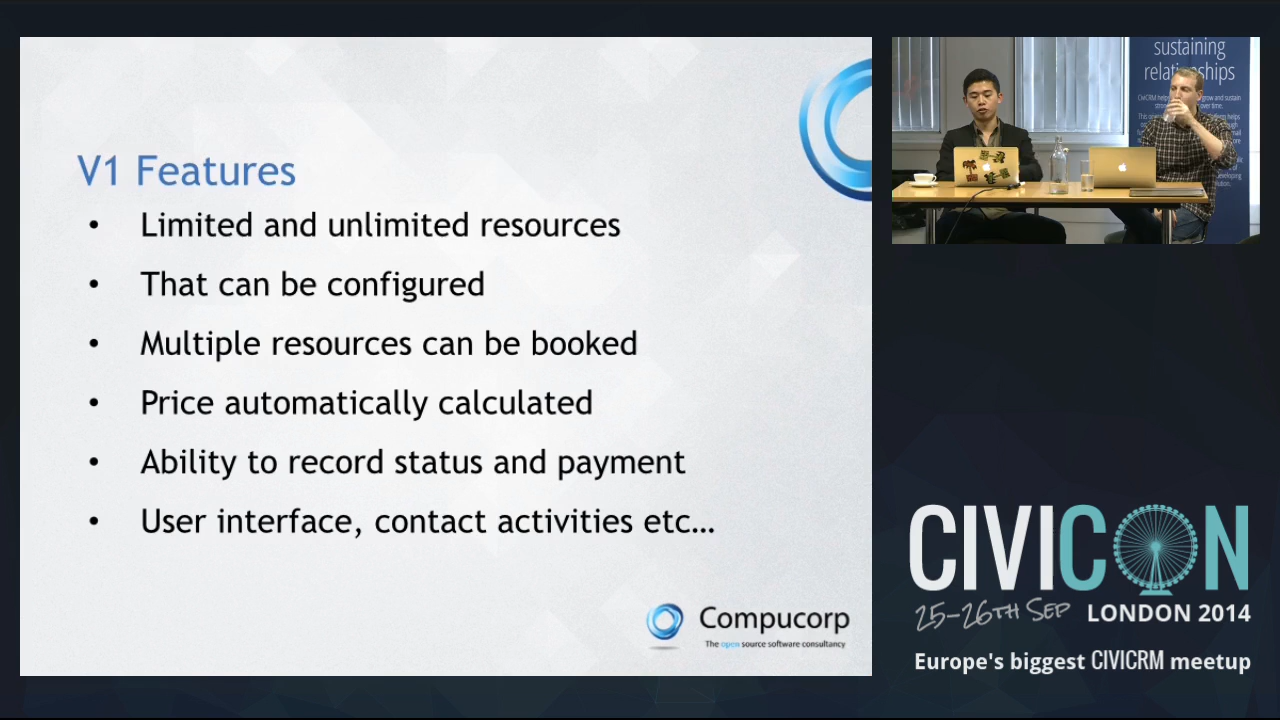 V1 Features
• Limited and unlimited resources
• That can be configured
• Multiple resources can be booked
• Price automatically calculated
• Ability to record status and payment
• User interface, contact activities etc...
Compucorp
The open source software consultancy
sustaining
relationships
CIVICON
25-26TH SEP LONDON 2014
Europe's biggest CIVICRM meetup